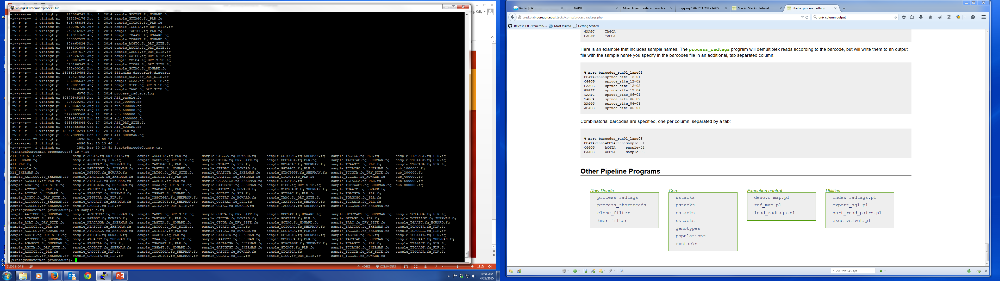 viningk@waterman:processOut
-rw-r--r-- 1 viningk pi 117086745 Aug 1 2014 sample_GCCTAT.fq_HOWARD.fq
-rw-r--r-- 1 viningk pi 563254176 Aug 1 2014 sample_GTTAGC.fq_PLR.fq
-rw-r--r-- 1 viningk pi 545765836 Aug 1 2014 sample_GTCACT.fq_PLR.fq
-rw-r--r-- 1 viningk pi 269295720 Aug 1 2014 sample_TCCGTA.fq_DRY_SITE.fq
-rw-r--r-- 1 viningk pi 247516457 Aug 1 2014 sample_TAGTGC.fq_PLR.fq
-rw-r--r-- 1 viningk pi 191344467 Aug 1 2014 sample_TGAATC.fq_HOWARD.fq
-rw-r--r-- 1 viningk pi 335357527 Aug 1 2014 sample_TCGGAT.fq_HOWARD.fq
-rw-r--r-- 1 viningk pi 404463824 Aug 1 2014 sample_ACGTC.fq_DRY_SITE.fq
-rw-r--r-- 1 viningk pi 588101605 Aug 1 2014 sample_AGCTA.fq_DRY_SITE.fq
-rw-r--r-- 1 viningk pi 200897617 Aug 1 2014 sample_CAGCT.fq_DRY_SITE.fq
-rw-r--r-- 1 viningk pi 214726726 Aug 1 2014 sample_CATGC.fq_DRY_SITE.fq
-rw-r--r-- 1 viningk pi 259004623 Aug 1 2014 sample_CGTCA.fq_DRY_SITE.fq
-rw-r--r-- 1 viningk pi 515166347 Aug 1 2014 sample_CTCGA.fq_DRY_SITE.fq
-rw-r--r-- 1 viningk pi 313430261 Aug 1 2014 sample_GCTAC.fq_HOWARD.fq
-rw-r--r-- 1 viningk pi 15456280698 Aug 1 2014 Illumina.discards5.discards
-rw-r--r-- 1 viningk pi 17427692 Aug 1 2014 sample_ACAT.fq_DRY_SITE.fq
-rw-r--r-- 1 viningk pi 636885637 Aug 1 2014 sample_CGAA.fq_DRY_SITE.fq
-rw-r--r-- 1 viningk pi 437084109 Aug 1 2014 sample_GTCC.fq_DRY_SITE.fq
-rw-r--r-- 1 viningk pi 640644948 Aug 1 2014 sample_TAAC.fq_DRY_SITE.fq
-rw-r--r-- 1 viningk pi 6076 Aug 1 2014 process_radtags.log
-rw-r--r-- 1 viningk pi 30579545283 Aug 1 2014 All_sample.fq
-rw-r--r-- 1 viningk pi 793020261 Aug 11 2014 sub_200000.fq
-rw-r--r-- 1 viningk pi 1579036473 Aug 11 2014 sub_400000.fq
-rw-r--r-- 1 viningk pi 2350999594 Aug 11 2014 sub_600000.fq
-rw-r--r-- 1 viningk pi 3122963560 Aug 11 2014 sub_800000.fq
-rw-r--r-- 1 viningk pi 3894921923 Aug 11 2014 sub_1000000.fq
-rw-r--r-- 1 viningk pi 4183698848 Oct 17 2014 All_DRY_SITE.fq
-rw-r--r-- 1 viningk pi 4661465053 Oct 17 2014 All_HOWARD.fq
-rw-r--r-- 1 viningk pi 15041470294 Oct 17 2014 All_PLR.fq
-rw-r--r-- 1 viningk pi 6692909396 Oct 17 2014 All_SHERMAN.fq
drwxr-xr-x 27 viningk pi 4096 Nov 6 08:10 /
drwxr-xr-x 2 viningk pi 4096 Mar 10 13:46 /
-rw-r--r-- 1 viningk pi 2981 Mar 10 13:51 StacksBarcodeCounts.txt
[viningk@waterman processOut]$ ls *.fq
All_DRY_SITE.fq sample_AGCTA.fq_DRY_SITE.fq sample_CAGCGTA.fq_PLR.fq sample_CTCCGA.fq_HOWARD.fq sample_GCTGGAC.fq_SHERMAN.fq sample_TAGTGC.fq_PLR.fq sample_TTAGACT.fq_PLR.fq
All_HOWARD.fq sample_AGGTCT.fq_PLR.fq sample_CAGCT.fq_DRY_SITE.fq sample_CTCGA.fq_DRY_SITE.fq sample_GGCTAGA.fq_PLR.fq sample_TATGTAC.fq_SHERMAN.fq sample_TTCAAGT.fq_PLR.fq
All_PLR.fq sample_AGGTTAC.fq_SHERMAN.fq sample_CAGTGAC.fq_PLR.fq sample_CTGATC.fq_PLR.fq sample_GGTACAC.fq_SHERMAN.fq sample_TCAAGTT.fq_PLR.fq sample_TTGCAGA.fq_PLR.fq
All_sample.fq sample_AGTCTGGT.fq_SHERMAN.fq sample_CAGTTA.fq_HOWARD.fq sample_CTTGAC.fq_HOWARD.fq sample_GGTGGCA.fq_PLR.fq sample_TCCACGC.fq_SHERMAN.fq sub_1000000.fq
All_SHERMAN.fq sample_AGTGGC.fq_HOWARD.fq sample_CATGC.fq_DRY_SITE.fq sample_GAATCTA.fq_SHERMAN.fq sample_GTACTGGT.fq_SHERMAN.fq sample_TCCGTA.fq_DRY_SITE.fq sub_200000.fq
sample_AATTGGC.fq_SHERMAN.fq sample_ATACAGGA.fq_SHERMAN.fq sample_CATGTTA.fq_PLR.fq sample_GAATTCT.fq_SHERMAN.fq sample_GTCACT.fq_PLR.fq sample_TCGGAT.fq_HOWARD.fq sub_400000.fq
sample_ACACGGT.fq_PLR.fq sample_ATATCGT.fq_SHERMAN.fq sample_CCAGTC.fq_PLR.fq sample_GACAATGA.fq_SHERMAN.fq sample_GTCATCA.fq sample_TCTAGGA.fq_PLR.fq sub_600000.fq
sample_ACAT.fq_DRY_SITE.fq sample_ATCAGAGA.fq_SHERMAN.fq sample_CGAA.fq_DRY_SITE.fq sample_GATCGTGT.fq_SHERMAN.fq sample_GTCC.fq_DRY_SITE.fq sample_TCTTAAGT.fq_SHERMAN.fq sub_800000.fq
sample_ACCGCT.fq_PLR.fq sample_ATCGTC.fq_HOWARD.fq sample_CGACAGT.fq_PLR.fq sample_GATGTC.fq_HOWARD.fq sample_GTGTCAGT.fq_SHERMAN.fq sample_TGAATC.fq_HOWARD.fq
sample_ACCTGC.fq_HOWARD.fq sample_ATGACGC.fq_SHERMAN.fq sample_CGGAGT.fq_HOWARD.fq sample_GCCATC.fq_PLR.fq sample_GTTAGC.fq_PLR.fq sample_TGACGTA.fq_PLR.fq
sample_ACGTC.fq_DRY_SITE.fq sample_ATGTCAA.fq_PLR.fq sample_CGGCTGGA.fq_SHERMAN.fq sample_GCCTAT.fq_HOWARD.fq sample_TAAC.fq_DRY_SITE.fq sample_TGAGCGC.fq_PLR.fq
sample_ACTCCGC.fq_SHERMAN.fq sample_CACGACT.fq_SHERMAN.fq sample_CGTAGTGT.fq_SHERMAN.fq sample_GCGTAAT.fq_PLR.fq sample_TAATTGC.fq_SHERMAN.fq sample_TGCAATA.fq_PLR.fq
sample_AGAGCCT.fq_SHERMAN.fq sample_CAGCCT.fq_PLR.fq sample_CGTCA.fq_DRY_SITE.fq sample_GCTAC.fq_HOWARD.fq sample_TAGCCAT.fq_SHERMAN.fq sample_TGGCAAC.fq_SHERMAN.fq
[viningk@waterman processOut]$ ls sample_*.fq
sample_AATTGGC.fq_SHERMAN.fq sample_AGTCTGGT.fq_SHERMAN.fq sample_CAGCT.fq_DRY_SITE.fq sample_CGTCA.fq_DRY_SITE.fq sample_GCCTAT.fq_HOWARD.fq sample_GTGTCAGT.fq_SHERMAN.fq sample_TCTAGGA.fq_PLR.fq
sample_ACACGGT.fq_PLR.fq sample_AGTGGC.fq_HOWARD.fq sample_CAGTGAC.fq_PLR.fq sample_CTCCGA.fq_HOWARD.fq sample_GCGTAAT.fq_PLR.fq sample_GTTAGC.fq_PLR.fq sample_TCTTAAGT.fq_SHERMAN.fq
sample_ACAT.fq_DRY_SITE.fq sample_ATACAGGA.fq_SHERMAN.fq sample_CAGTTA.fq_HOWARD.fq sample_CTCGA.fq_DRY_SITE.fq sample_GCTAC.fq_HOWARD.fq sample_TAAC.fq_DRY_SITE.fq sample_TGAATC.fq_HOWARD.fq
sample_ACCGCT.fq_PLR.fq sample_ATATCGT.fq_SHERMAN.fq sample_CATGC.fq_DRY_SITE.fq sample_CTGATC.fq_PLR.fq sample_GCTGGAC.fq_SHERMAN.fq sample_TAATTGC.fq_SHERMAN.fq sample_TGACGTA.fq_PLR.fq
sample_ACCTGC.fq_HOWARD.fq sample_ATCAGAGA.fq_SHERMAN.fq sample_CATGTTA.fq_PLR.fq sample_CTTGAC.fq_HOWARD.fq sample_GGCTAGA.fq_PLR.fq sample_TAGCCAT.fq_SHERMAN.fq sample_TGAGCGC.fq_PLR.fq
sample_ACGTC.fq_DRY_SITE.fq sample_ATCGTC.fq_HOWARD.fq sample_CCAGTC.fq_PLR.fq sample_GAATCTA.fq_SHERMAN.fq sample_GGTACAC.fq_SHERMAN.fq sample_TAGTGC.fq_PLR.fq sample_TGCAATA.fq_PLR.fq
sample_ACTCCGC.fq_SHERMAN.fq sample_ATGACGC.fq_SHERMAN.fq sample_CGAA.fq_DRY_SITE.fq sample_GAATTCT.fq_SHERMAN.fq sample_GGTGGCA.fq_PLR.fq sample_TATGTAC.fq_SHERMAN.fq sample_TGGCAAC.fq_SHERMAN.fq
sample_AGAGCCT.fq_SHERMAN.fq sample_ATGTCAA.fq_PLR.fq sample_CGACAGT.fq_PLR.fq sample_GACAATGA.fq_SHERMAN.fq sample_GTACTGGT.fq_SHERMAN.fq sample_TCAAGTT.fq_PLR.fq sample_TTAGACT.fq_PLR.fq
sample_AGCTA.fq_DRY_SITE.fq sample_CACGACT.fq_SHERMAN.fq sample_CGGAGT.fq_HOWARD.fq sample_GATCGTGT.fq_SHERMAN.fq sample_GTCACT.fq_PLR.fq sample_TCCACGC.fq_SHERMAN.fq sample_TTCAAGT.fq_PLR.fq
sample_AGGTCT.fq_PLR.fq sample_CAGCCT.fq_PLR.fq sample_CGGCTGGA.fq_SHERMAN.fq sample_GATGTC.fq_HOWARD.fq sample_GTCATCA.fq sample_TCCGTA.fq_DRY_SITE.fq sample_TTGCAGA.fq_PLR.fq
sample_AGGTTAC.fq_SHERMAN.fq sample_CAGCGTA.fq_PLR.fq sample_CGTAGTGT.fq_SHERMAN.fq sample_GCCATC.fq_PLR.fq sample_GTCC.fq_DRY_SITE.fq sample_TCGGAT.fq_HOWARD.fq
[viningk@waterman processOut]$
ng, Kelly
SLIDE 8 OF 8 NOTES COMMENTS 111%
10:54 AM
4/28/2015
Radio | OPB GAPIT Mixed linear model approach a... npgrj_ng_1702 203..208 - fe922... Stacks: Stacks: Tutorial Stacks: process_radtags
creskolab.uoregon.edu/stacks/comp/process_radtags.php unix column output
Release 1.0 · steuernb/... Most Visited Getting Started
GAAGC TAGCA
GAGAT TAGCA
Here is an example that includes sample names. The process_radtags program will demultiplex reads according to the barcode, but will write them to an output
file with the sample name you specify in the barcodes file in an additional, tab separated column.
% more barcodes_run01_lane01
CGATA<tab>spruce_site_12-01
CGGCG spruce_site_12-02
GAAGC spruce_site_12-03
GAGAT spruce_site_12-04
TAATG spruce_site_06-01
TAGCA spruce_site_06-02
AAGGG spruce_site_06-03
ACACG spruce_site_06-04
Combinatorial barcodes are specified, one per column, separated by a tab:
% more barcodes_run01_lane06
CGATA<tab>ACGTA<tab>sample-01
CGGCG ACGTA sample-02
GAAGC ACGTA sample-03
Other Pipeline Programs
Raw Reads
process_radtags
process_shortreads
clone_filter
kmer_filter
Core
ustacks
pstacks
cstacks
sstacks
genotypes
populations
rxstacks
Execution control
denovo_map.pl
ref_map.pl
load_radtags.pl
Utilities
index_radtags.pl
export_sql.pl
sort_read_pairs.pl
exec_velvet.pl
All Fields & Tags